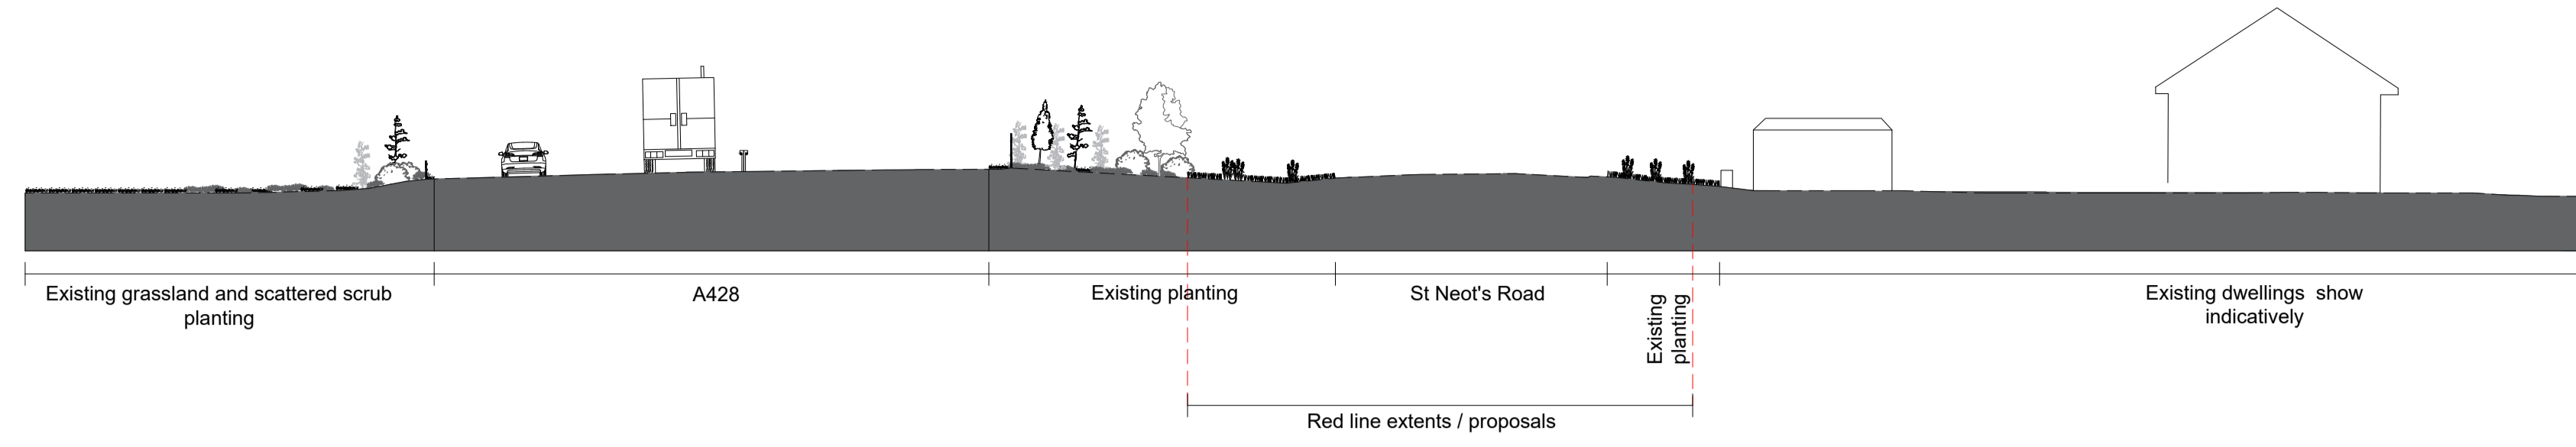 Existing grassland and scattered scrub
planting
A428
Existing planting
St Neot's Road
Existing
planting
Existing dwellings  show
indicatively
Red line extents / proposals